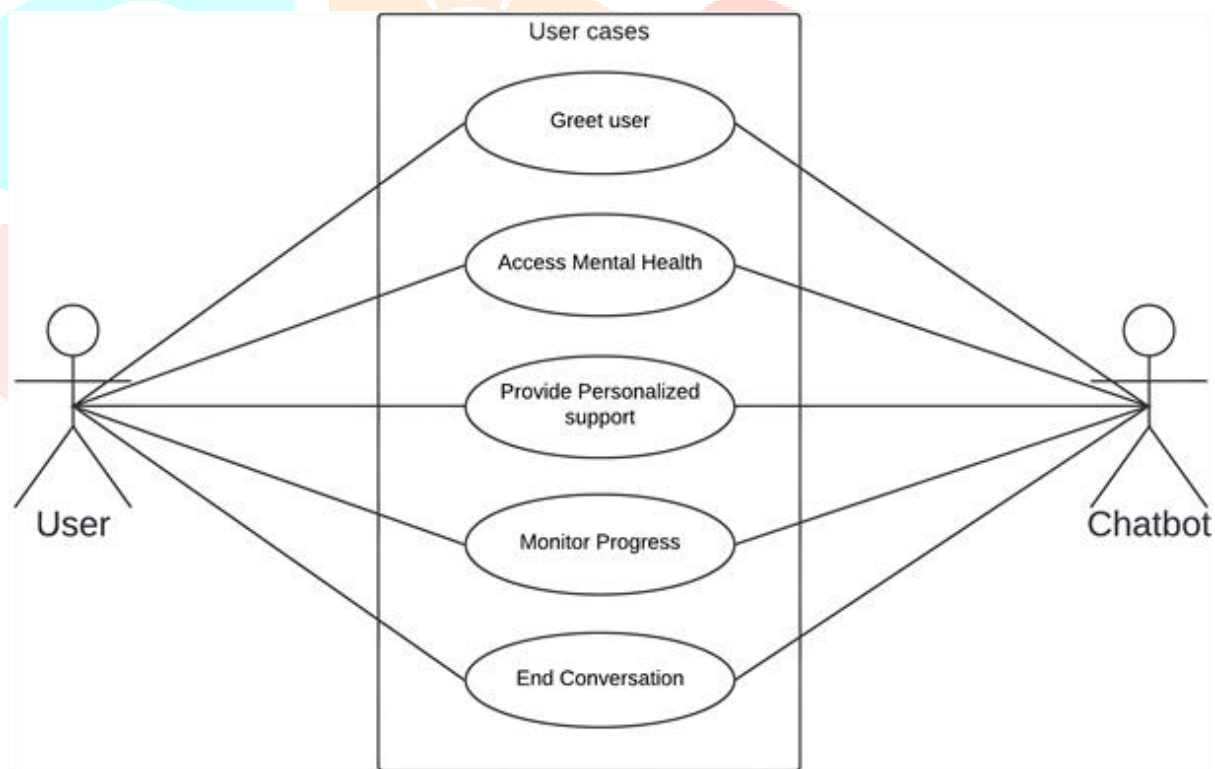 User cases
Greet user
Access Mental Health
Provide Personalized
support
Monitor Progress
End Conversation
User
Chatbot